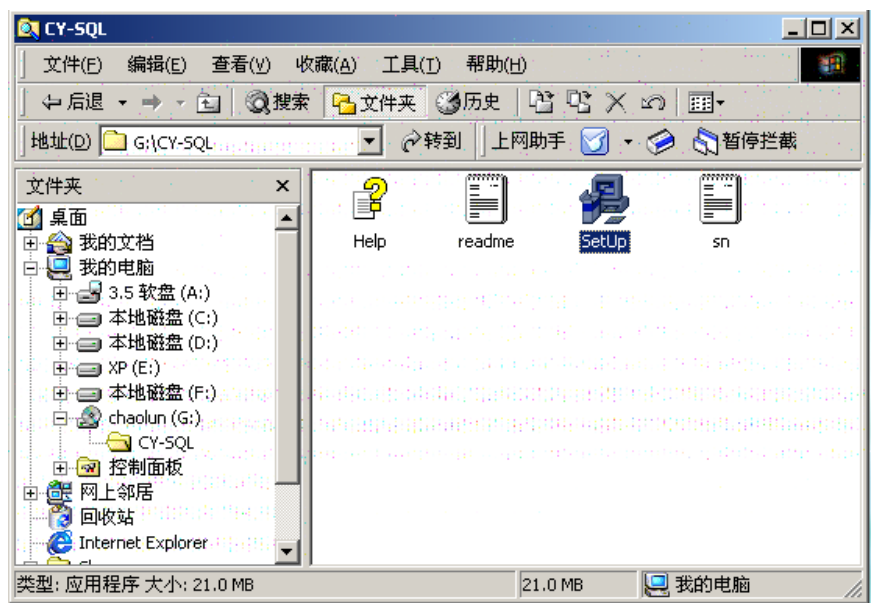 CY-SQL
文件(F) 编辑(E) 查看(V) 收藏(A) 工具(T) 帮助(H)
后退 搜索 文件夹 历史
地址(D) G:\CY-SQL 转到 上网助手 暂停拦截
文件夹
桌面
我的文档
我的电脑
3.5 软盘 (A:)
本地磁盘 (C:)
本地磁盘 (D:)
XP (E:)
本地磁盘 (F:)
chaolun (G:)
CY-SQL
控制面板
网上邻居
回收站
Internet Explorer
Help readme SetUp sn
类型: 应用程序 大小: 21.0 MB 21.0 MB 我的电脑